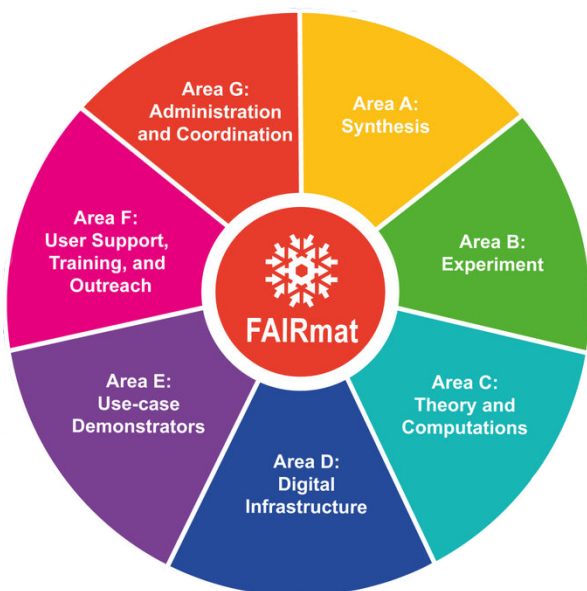 Area G:
Administration
and Coordination
Area A:
Synthesis
Area B:
Experiment
Area C:
Theory and
Computations
Area D:
Digital
Infrastructure
Area E:
Use-case
Demonstrators
Area F:
User Support,
Training, and
Outreach
FAIRmat